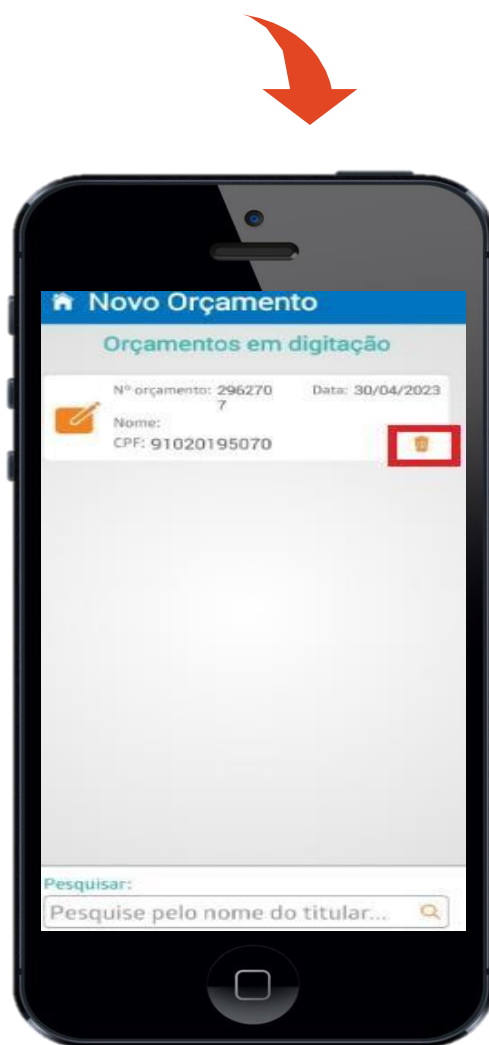 Novo Orçamento
Orçamentos em digitação
Nº orçamento: 296270 Data: 30/04/2023
7
Nome:
CPF: 91020195070
Pesquisar:
Pesquise pelo nome do titular...